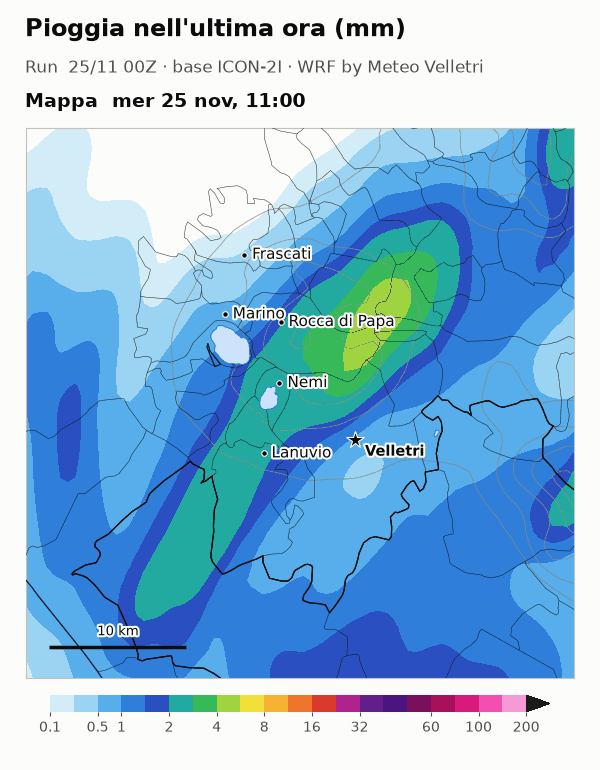 Pioggia nell'ultima ora (mm)
Run  25/11 00Z · base ICON-2I · WRF by Meteo Velletri
Mappa  mer 25 nov, 11:00
Frascati
Marino
Rocca di Papa
Nemi
Velletri
Lanuvio
10 km
0.1 0.5 1 2 4 8 16 32 60 100 200